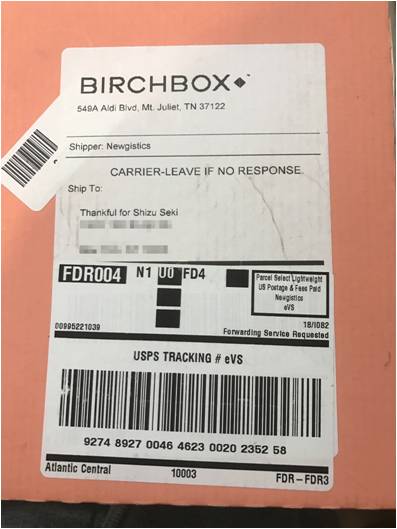 BIRCHBOX
549A Aldi Blvd, Mt. Juliet, TN 37122
Shipper: Newgistics
CARRIER-LEAVE IF NO RESPONSE.
Ship To:
Thankful for Shizu Seki
FDR004 N1 U0 FD4
Parcel Select Lightweight
US Postage & Fees Paid
Newgistics
eVS
00995221039
18/1082
Forwarding Service Requested
USPS TRACKING # eVS
9274 8927 0046 4623 0020 2352 58
Atlantic Central 10003 FDR-FDR3